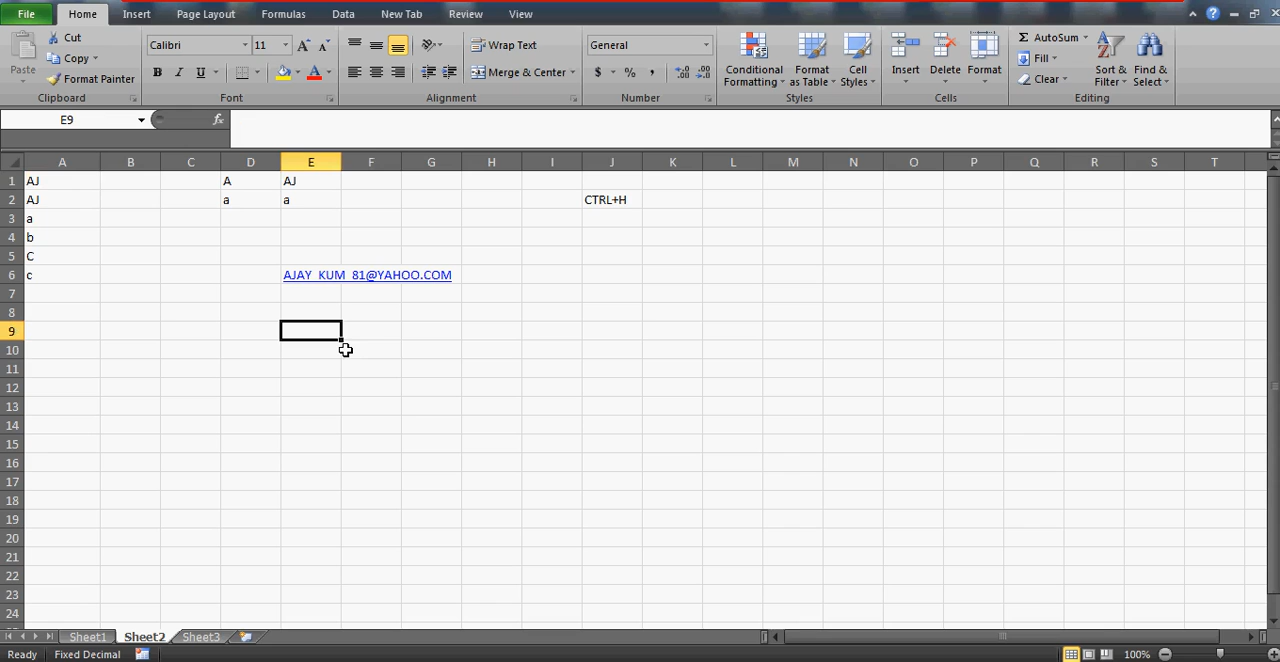 File Home Insert Page Layout Formulas Data New Tab Review View
Paste Cut Copy Format Painter Clipboard
Calibri 11 B I U A Font
Wrap Text Merge & Center Alignment
General $ % , Number
Conditional Formatting Format as Table Cell Styles Styles
Insert Delete Format Cells
Σ AutoSum Fill Clear Sort & Filter Find & Select Editing
E9 fx
A B C D E F G H I J K L M N O P Q R S T
1 AJ A AJ
2 AJ a a CTRL+H
3 a
4 b
5 C
6 c AJAY_KUM_81@YAHOO.COM
7
8
9
10
11
12
13
14
15
16
17
18
19
20
21
22
23
24
Sheet1 Sheet2 Sheet3
Ready Fixed Decimal 100%